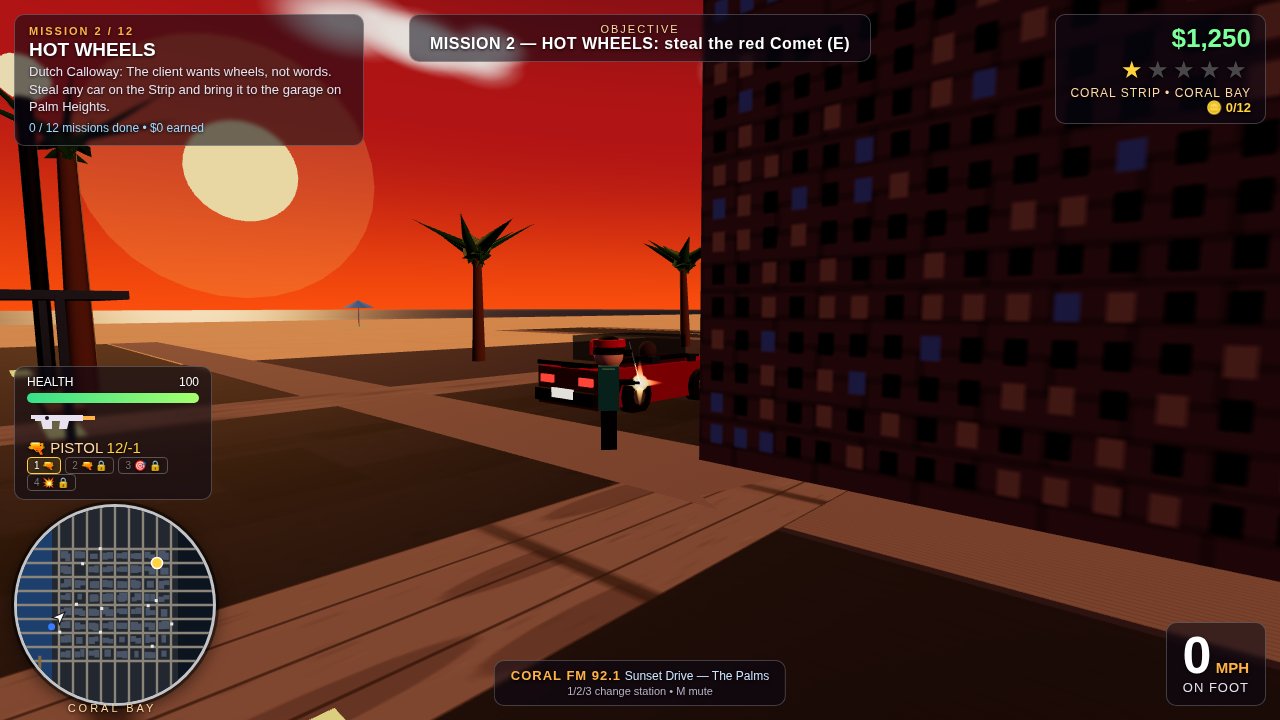 MISSION 2 / 12
HOT WHEELS
Dutch Calloway: The client wants wheels, not words.
Steal any car on the Strip and bring it to the garage on
Palm Heights.
0 / 12 missions done • $0 earned
OBJECTIVE
MISSION 2 — HOT WHEELS: steal the red Comet (E)
$1,250
CORAL STRIP • CORAL BAY
0/12
HEALTH 100
PISTOL 12/-1
1
2
3
4
CORAL BAY
CORAL FM 92.1 Sunset Drive — The Palms
1/2/3 change station • M mute
0 MPH
ON FOOT